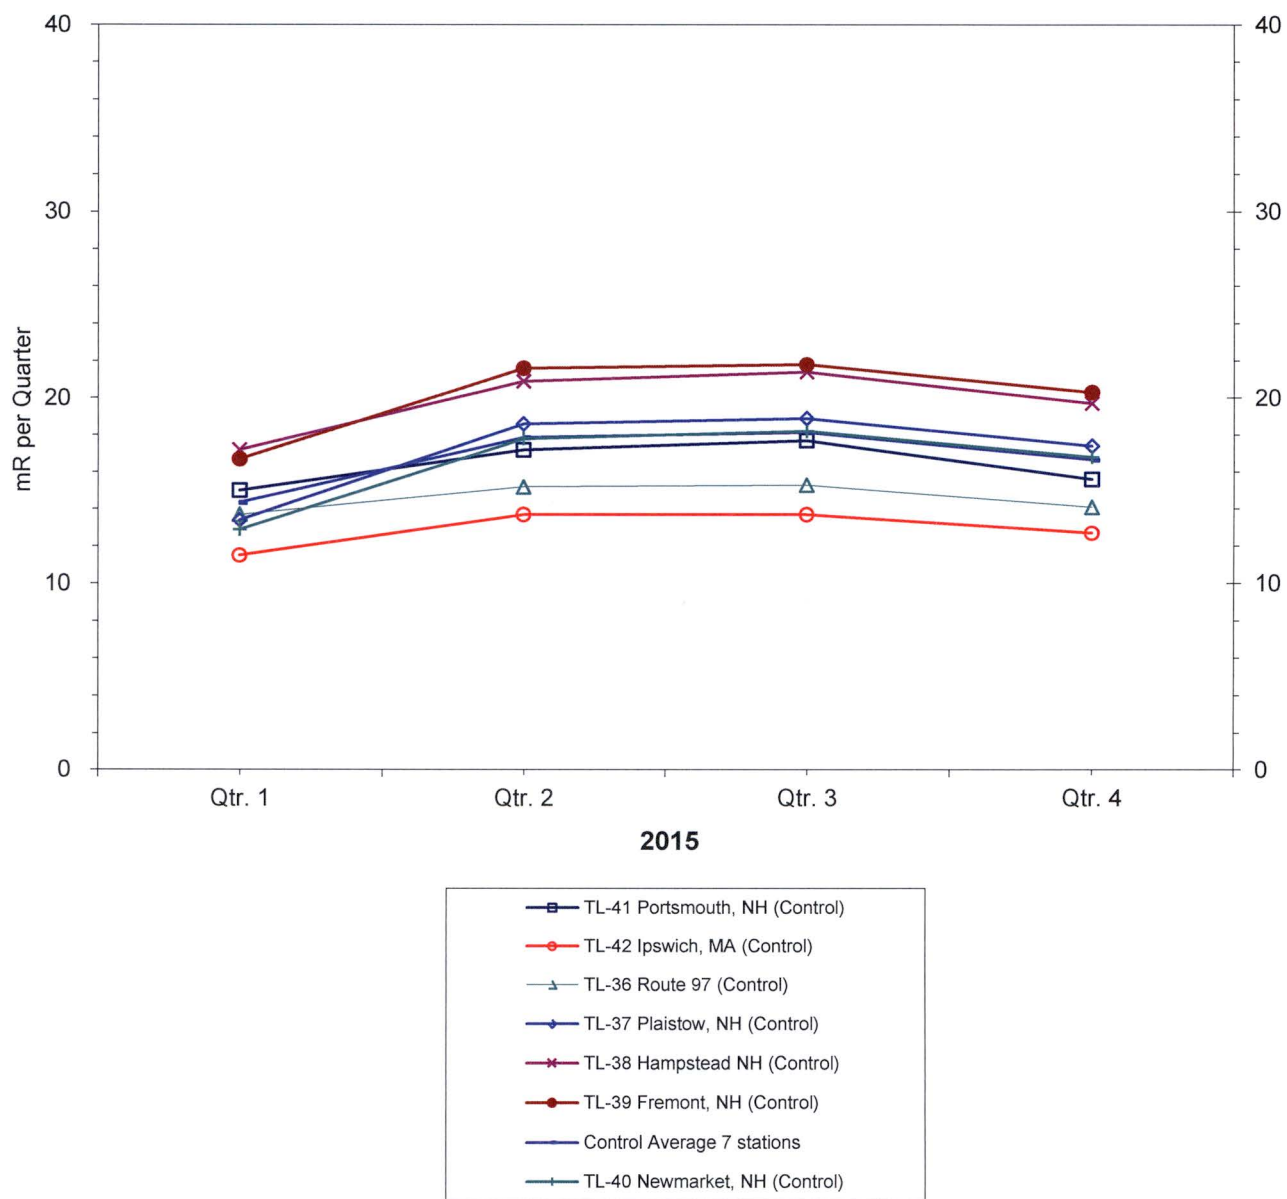 40 40
30 30
mR per Quarter
20 20
10 10
0 0
Qtr. 1 Qtr. 2 Qtr. 3 Qtr. 4
2015
TL-41 Portsmouth, NH (Control)
TL-42 Ipswich, MA (Control)
TL-36 Route 97 (Control)
TL-37 Plaistow, NH (Control)
TL-38 Hampstead NH (Control)
TL-39 Fremont, NH (Control)
Control Average 7 stations
TL-40 Newmarket, NH (Control)